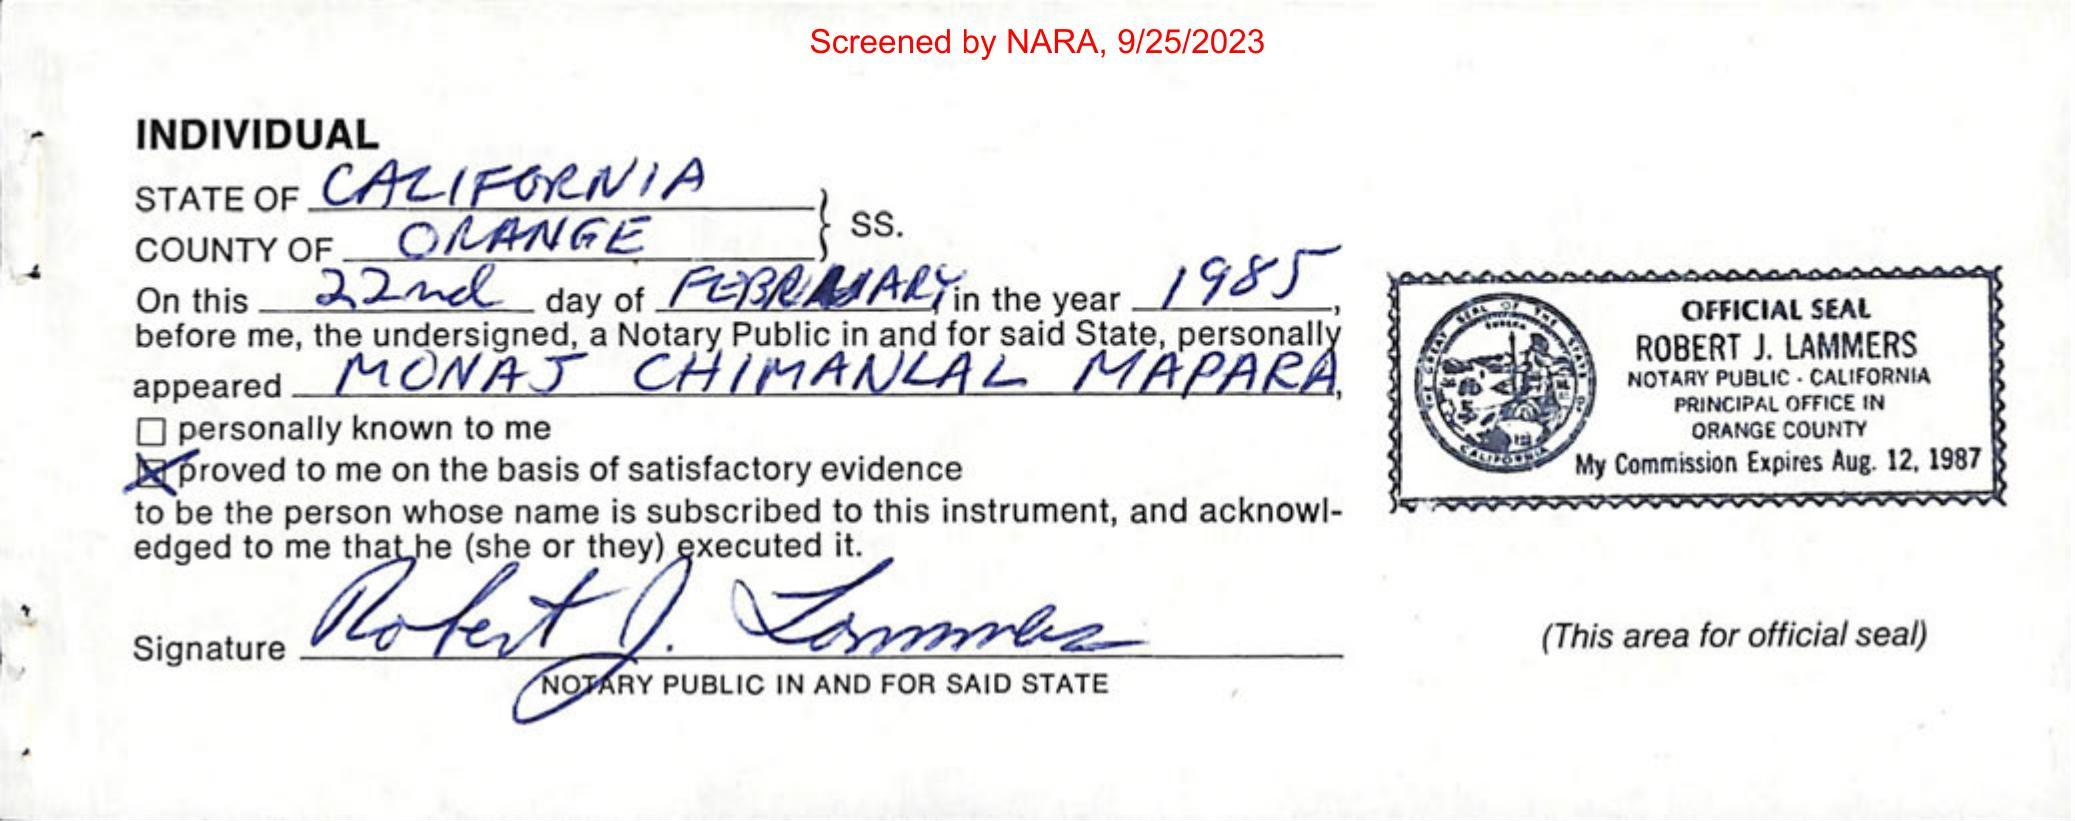 Screened by NARA, 9/25/2023
INDIVIDUAL
STATE OF CALIFORNIA
COUNTY OF ORANGE } SS.
On this 22nd day of FEBRUARY, in the year 1985,
before me, the undersigned, a Notary Public in and for said State, personally
appeared MONAJ CHIMANLAL MAPARA,
☐ personally known to me
☒ proved to me on the basis of satisfactory evidence
to be the person whose name is subscribed to this instrument, and acknowl-
edged to me that he (she or they) executed it.
Signature Robert J. Lammers
NOTARY PUBLIC IN AND FOR SAID STATE
THE GREAT SEAL OF THE STATE OF CALIFORNIA
EUREKA
OFFICIAL SEAL
ROBERT J. LAMMERS
NOTARY PUBLIC - CALIFORNIA
PRINCIPAL OFFICE IN
ORANGE COUNTY
My Commission Expires Aug. 12, 1987
(This area for official seal)